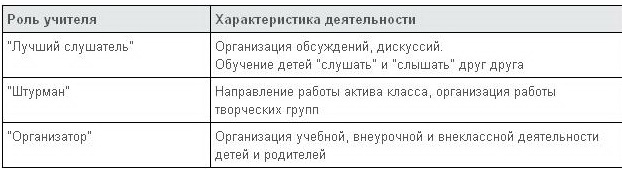 Роль учителя Характеристика деятельности
"Лучший слушатель" Организация обсуждений, дискуссий.
Обучение детей "слушать" и "слышать" друг друга
"Штурман" Направление работы актива класса, организация работы
творческих групп
"Организатор" Организация учебной, внеурочной и внеклассной деятельности
детей и родителей